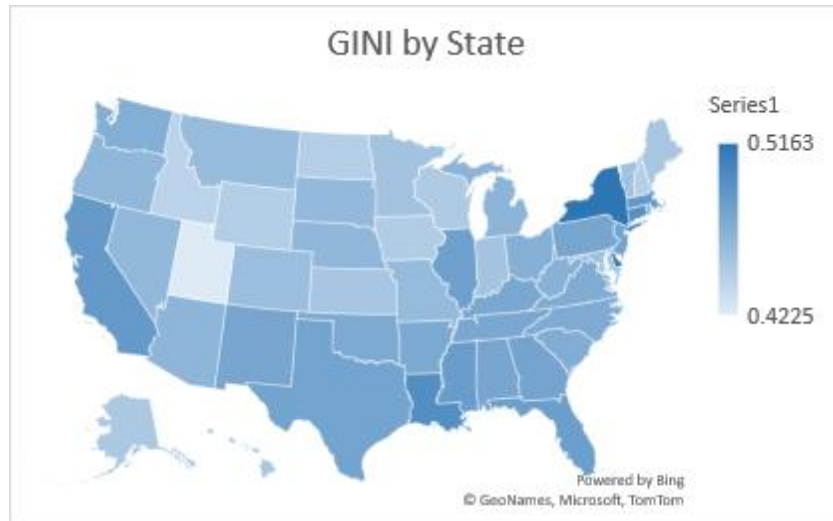 GINI by State
Series1
0.5163
0.4225
Powered by Bing
© GeoNames, Microsoft, TomTom